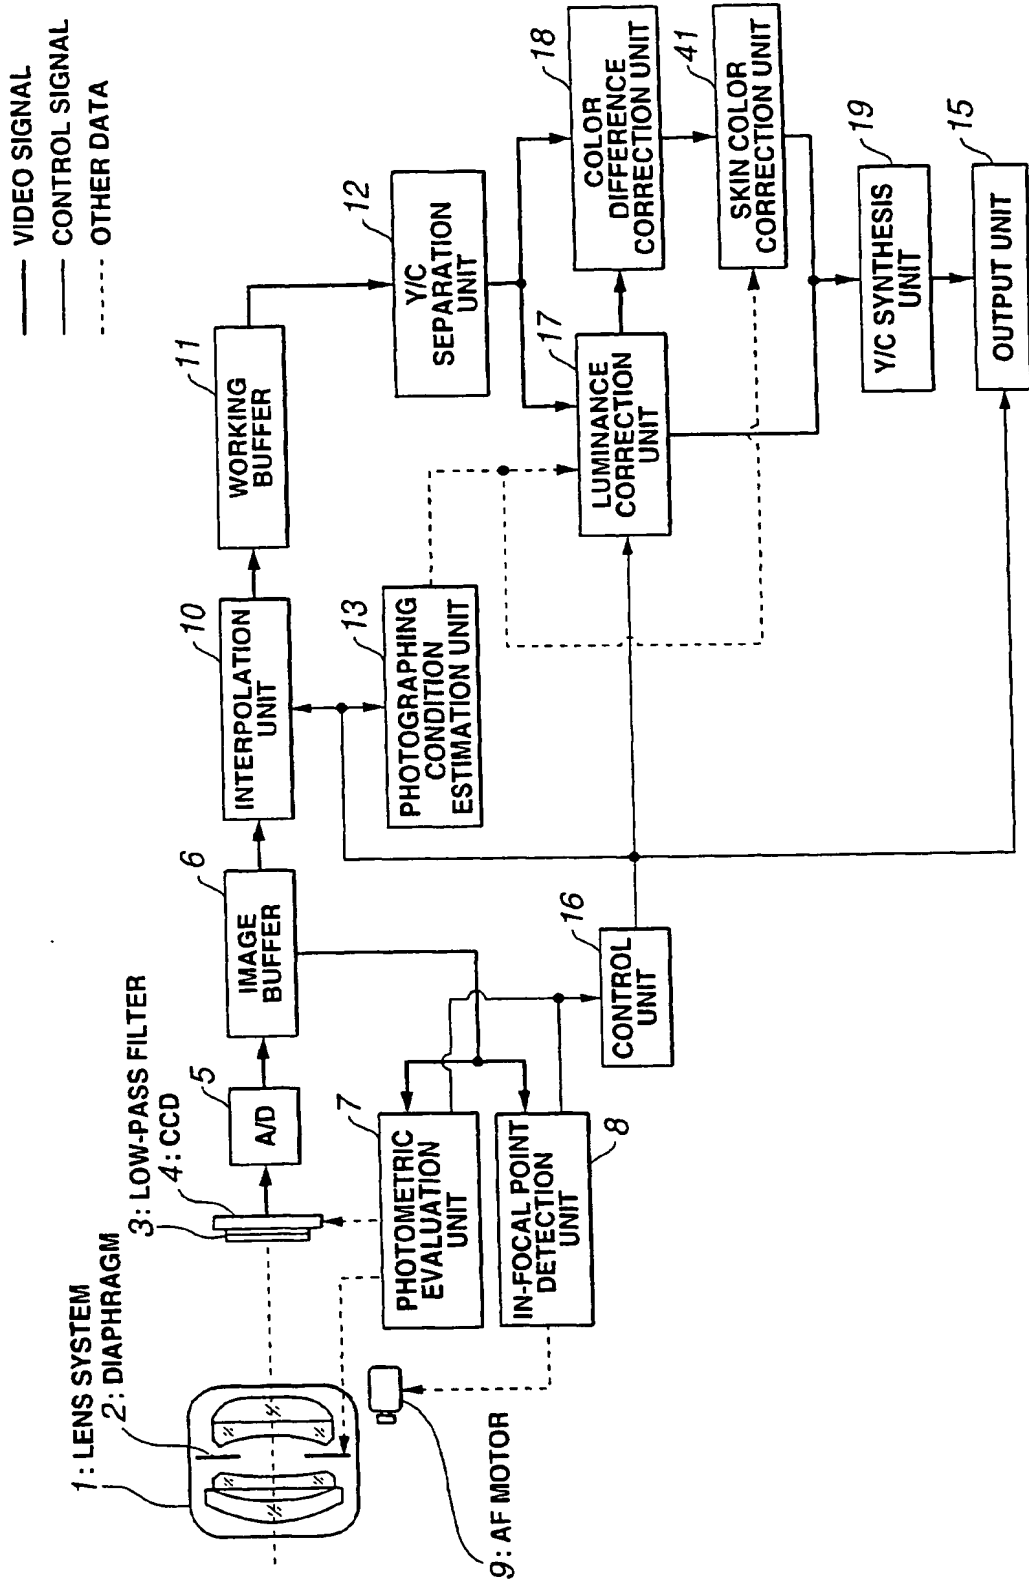 VIDEO SIGNAL
CONTROL SIGNAL
OTHER DATA
1: LENS SYSTEM
2: DIAPHRAGM
3: LOW-PASS FILTER
4: CCD
5
A/D
6
IMAGE
BUFFER
10
INTERPOLATION
UNIT
11
WORKING
BUFFER
12
Y/C
SEPARATION
UNIT
9: AF MOTOR
7
PHOTOMETRIC
EVALUATION
UNIT
8
IN-FOCAL POINT
DETECTION
UNIT
13
PHOTOGRAPHING
CONDITION
ESTIMATION UNIT
16
CONTROL
UNIT
17
LUMINANCE
CORRECTION
UNIT
18
COLOR
DIFFERENCE
CORRECTION UNIT
41
SKIN COLOR
CORRECTION UNIT
19
Y/C SYNTHESIS
UNIT
15
OUTPUT UNIT